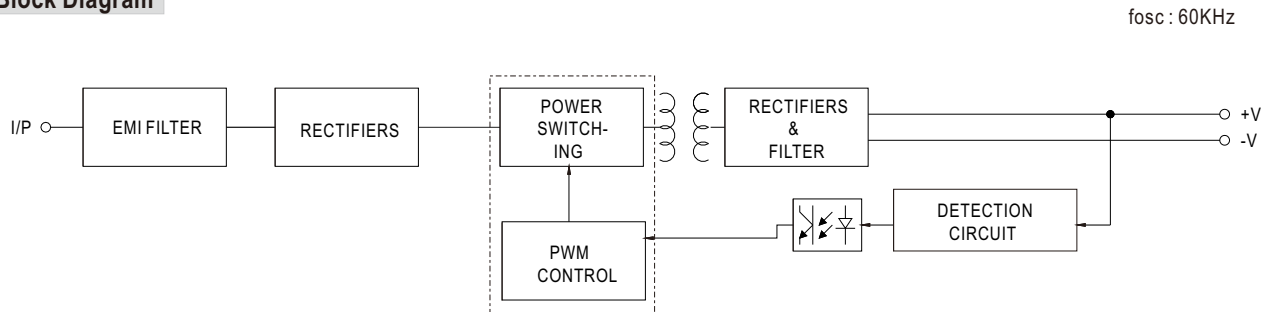 Block Diagram
fosc : 60KHz
I/P
EMI FILTER
RECTIFIERS
POWER
SWITCH-
ING
RECTIFIERS
&
FILTER
+V
-V
DETECTION
CIRCUIT
PWM
CONTROL